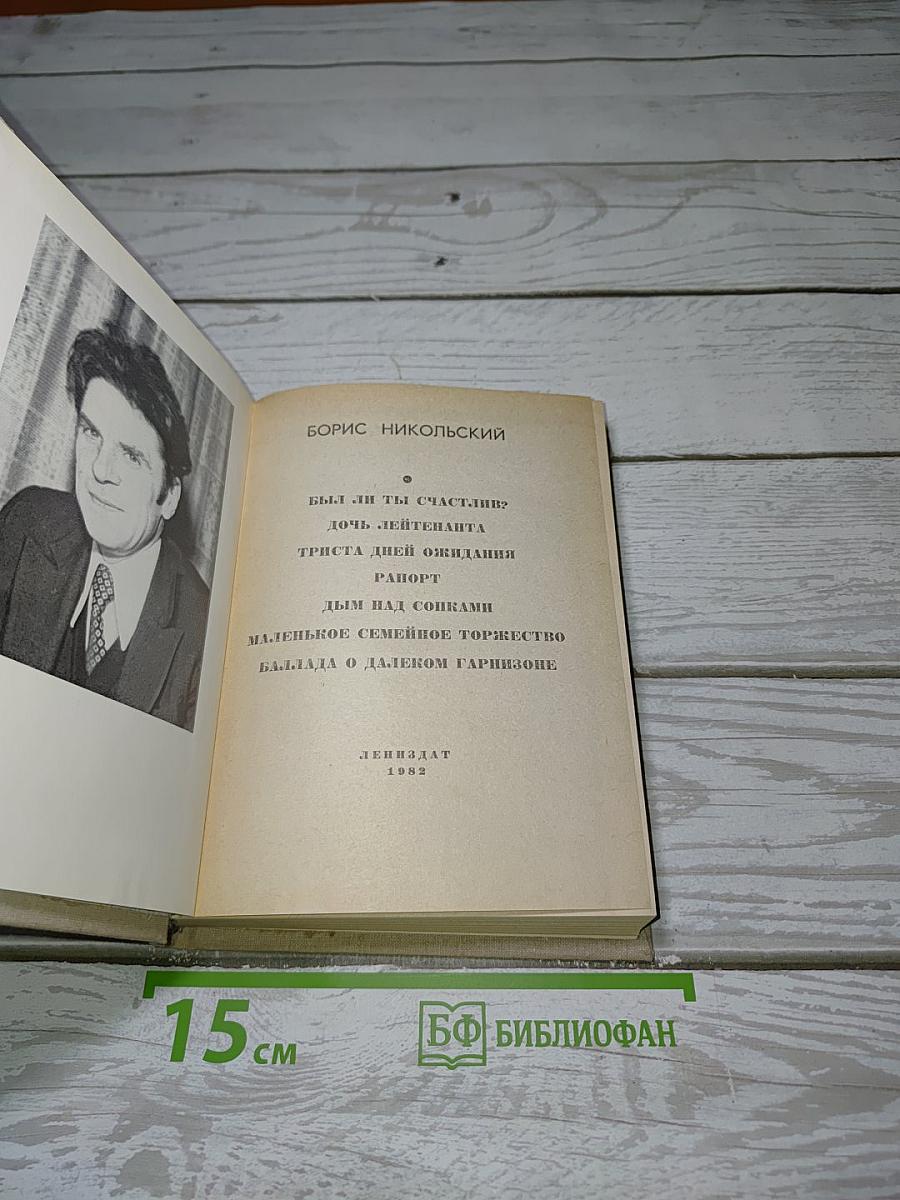 БОРИС НИКОЛЬСКИЙ
БЫЛ ЛИ ТЫ СЧАСТЛИВ?
ДОЧЬ ЛЕЙТЕНАНТА
ТРИСТА ДНЕЙ ОЖИДАНИЯ
РАПОРТ
ДЫМ НАД СОПКАМИ
МАЛЕНЬКОЕ СЕМЕЙНОЕ ТОРЖЕСТВО
БАЛЛАДА О ДАЛЕКОМ ГАРНИЗОНЕ
ЛЕНИЗДАТ
1982
15 см
БФ БИБЛИОФАН